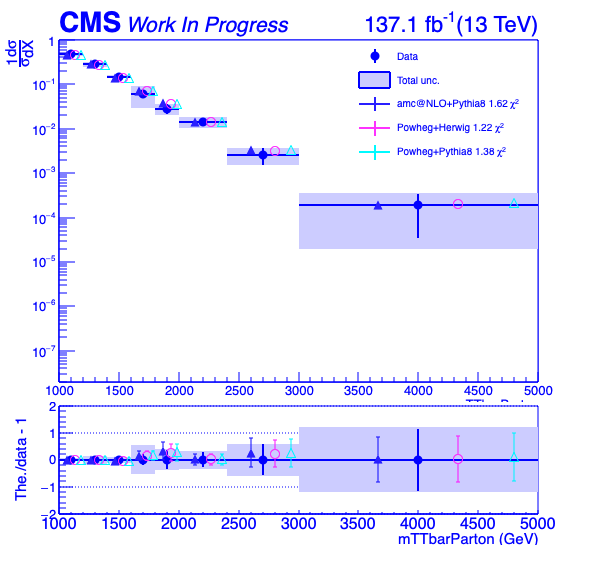 CMS Work In Progress 137.1 fb⁻¹(13 TeV)
1dσ
σdX
1
10⁻¹
10⁻²
10⁻³
10⁻⁴
10⁻⁵
10⁻⁶
10⁻⁷
Data
Total unc.
amc@NLO+Pythia8 1.62 χ²
Powheg+Herwig 1.22 χ²
Powheg+Pythia8 1.38 χ²
1000 1500 2000 2500 3000 3500 4000 4500 5000
The./data - 1
2
1
0
−1
−2
1000 1500 2000 2500 3000 3500 4000 4500 5000
mTTbarParton (GeV)